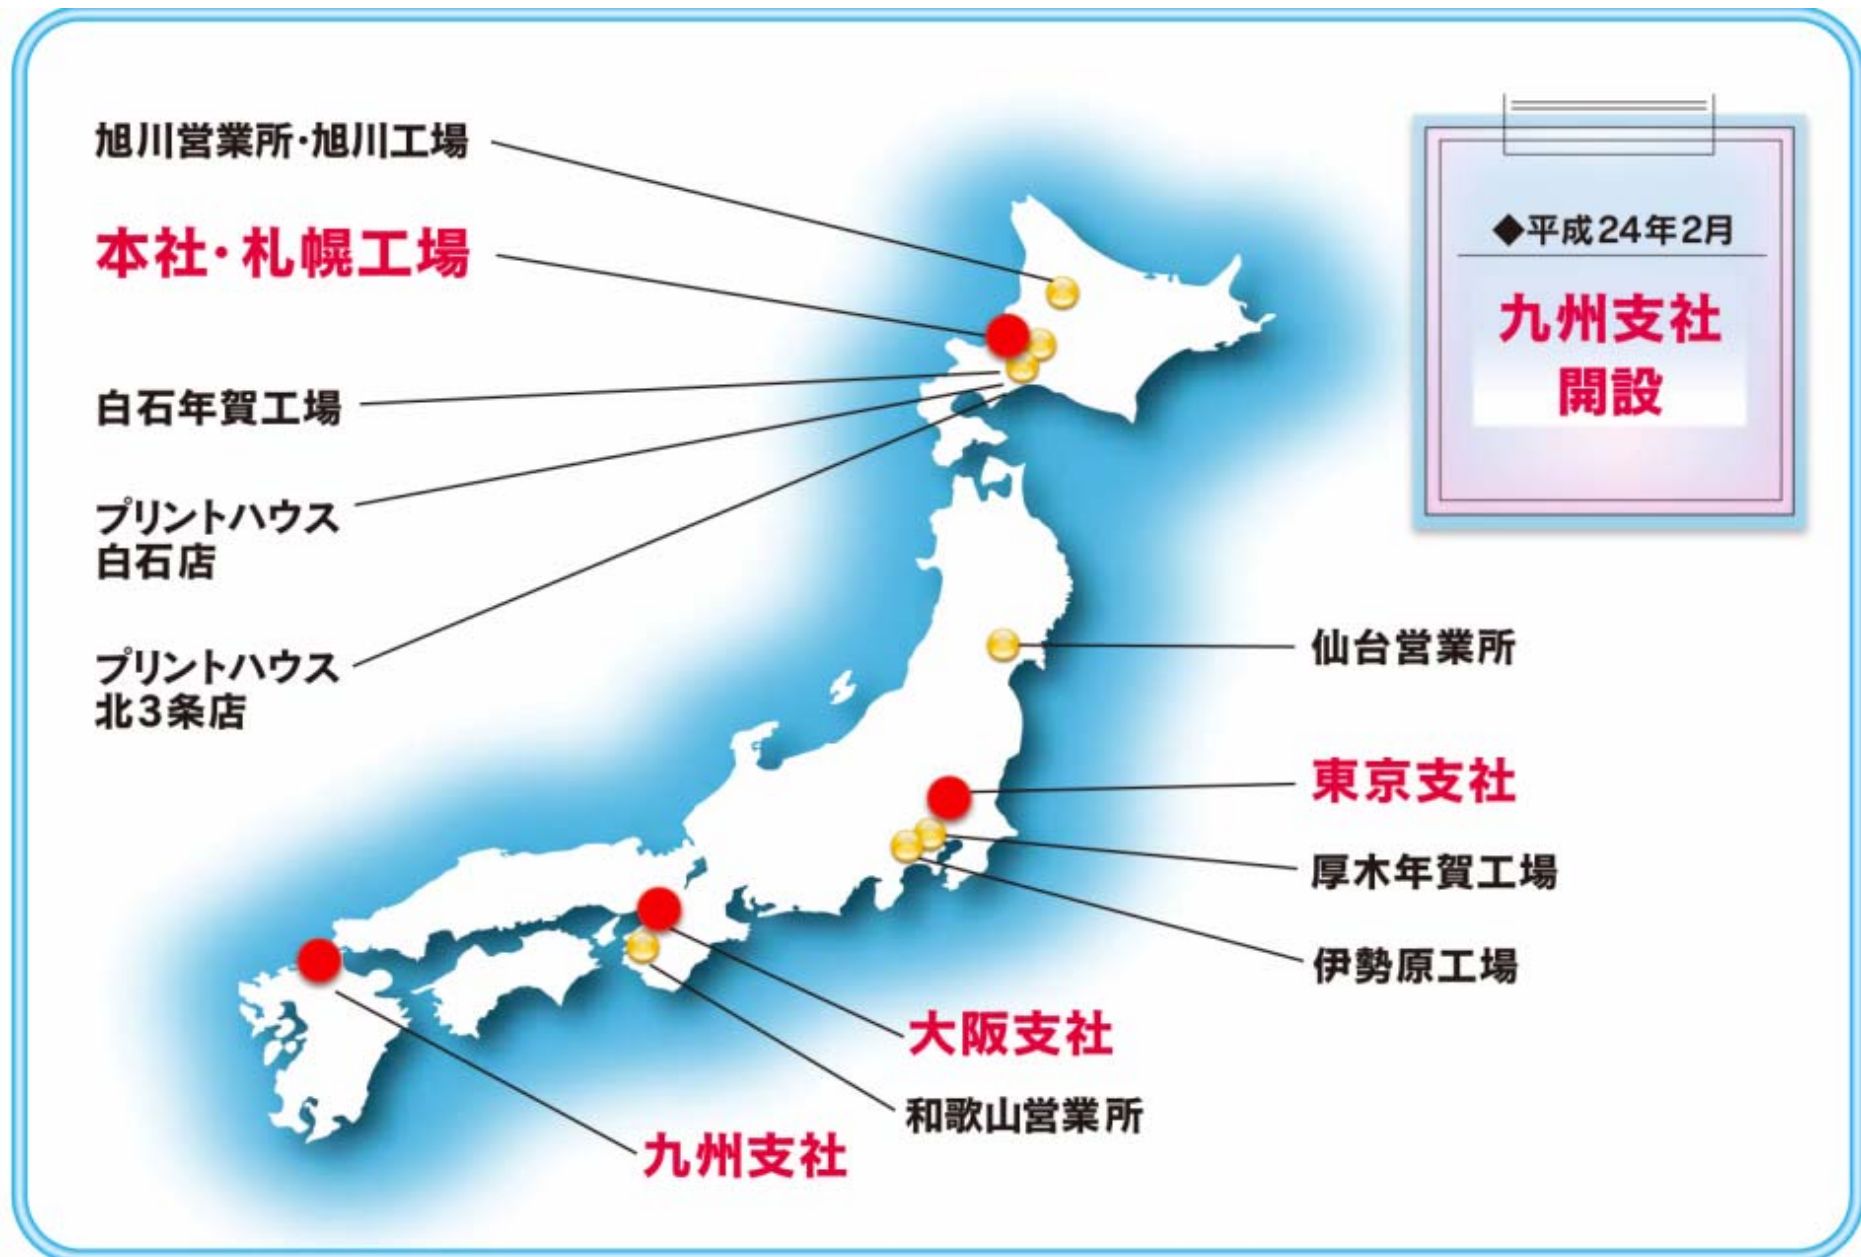 旭川営業所・旭川工場
本社・札幌工場
白石年賀工場
プリントハウス
白石店
プリントハウス
北3条店
◆平成24年2月
九州支社
開設
仙台営業所
東京支社
厚木年賀工場
伊勢原工場
大阪支社
和歌山営業所
九州支社